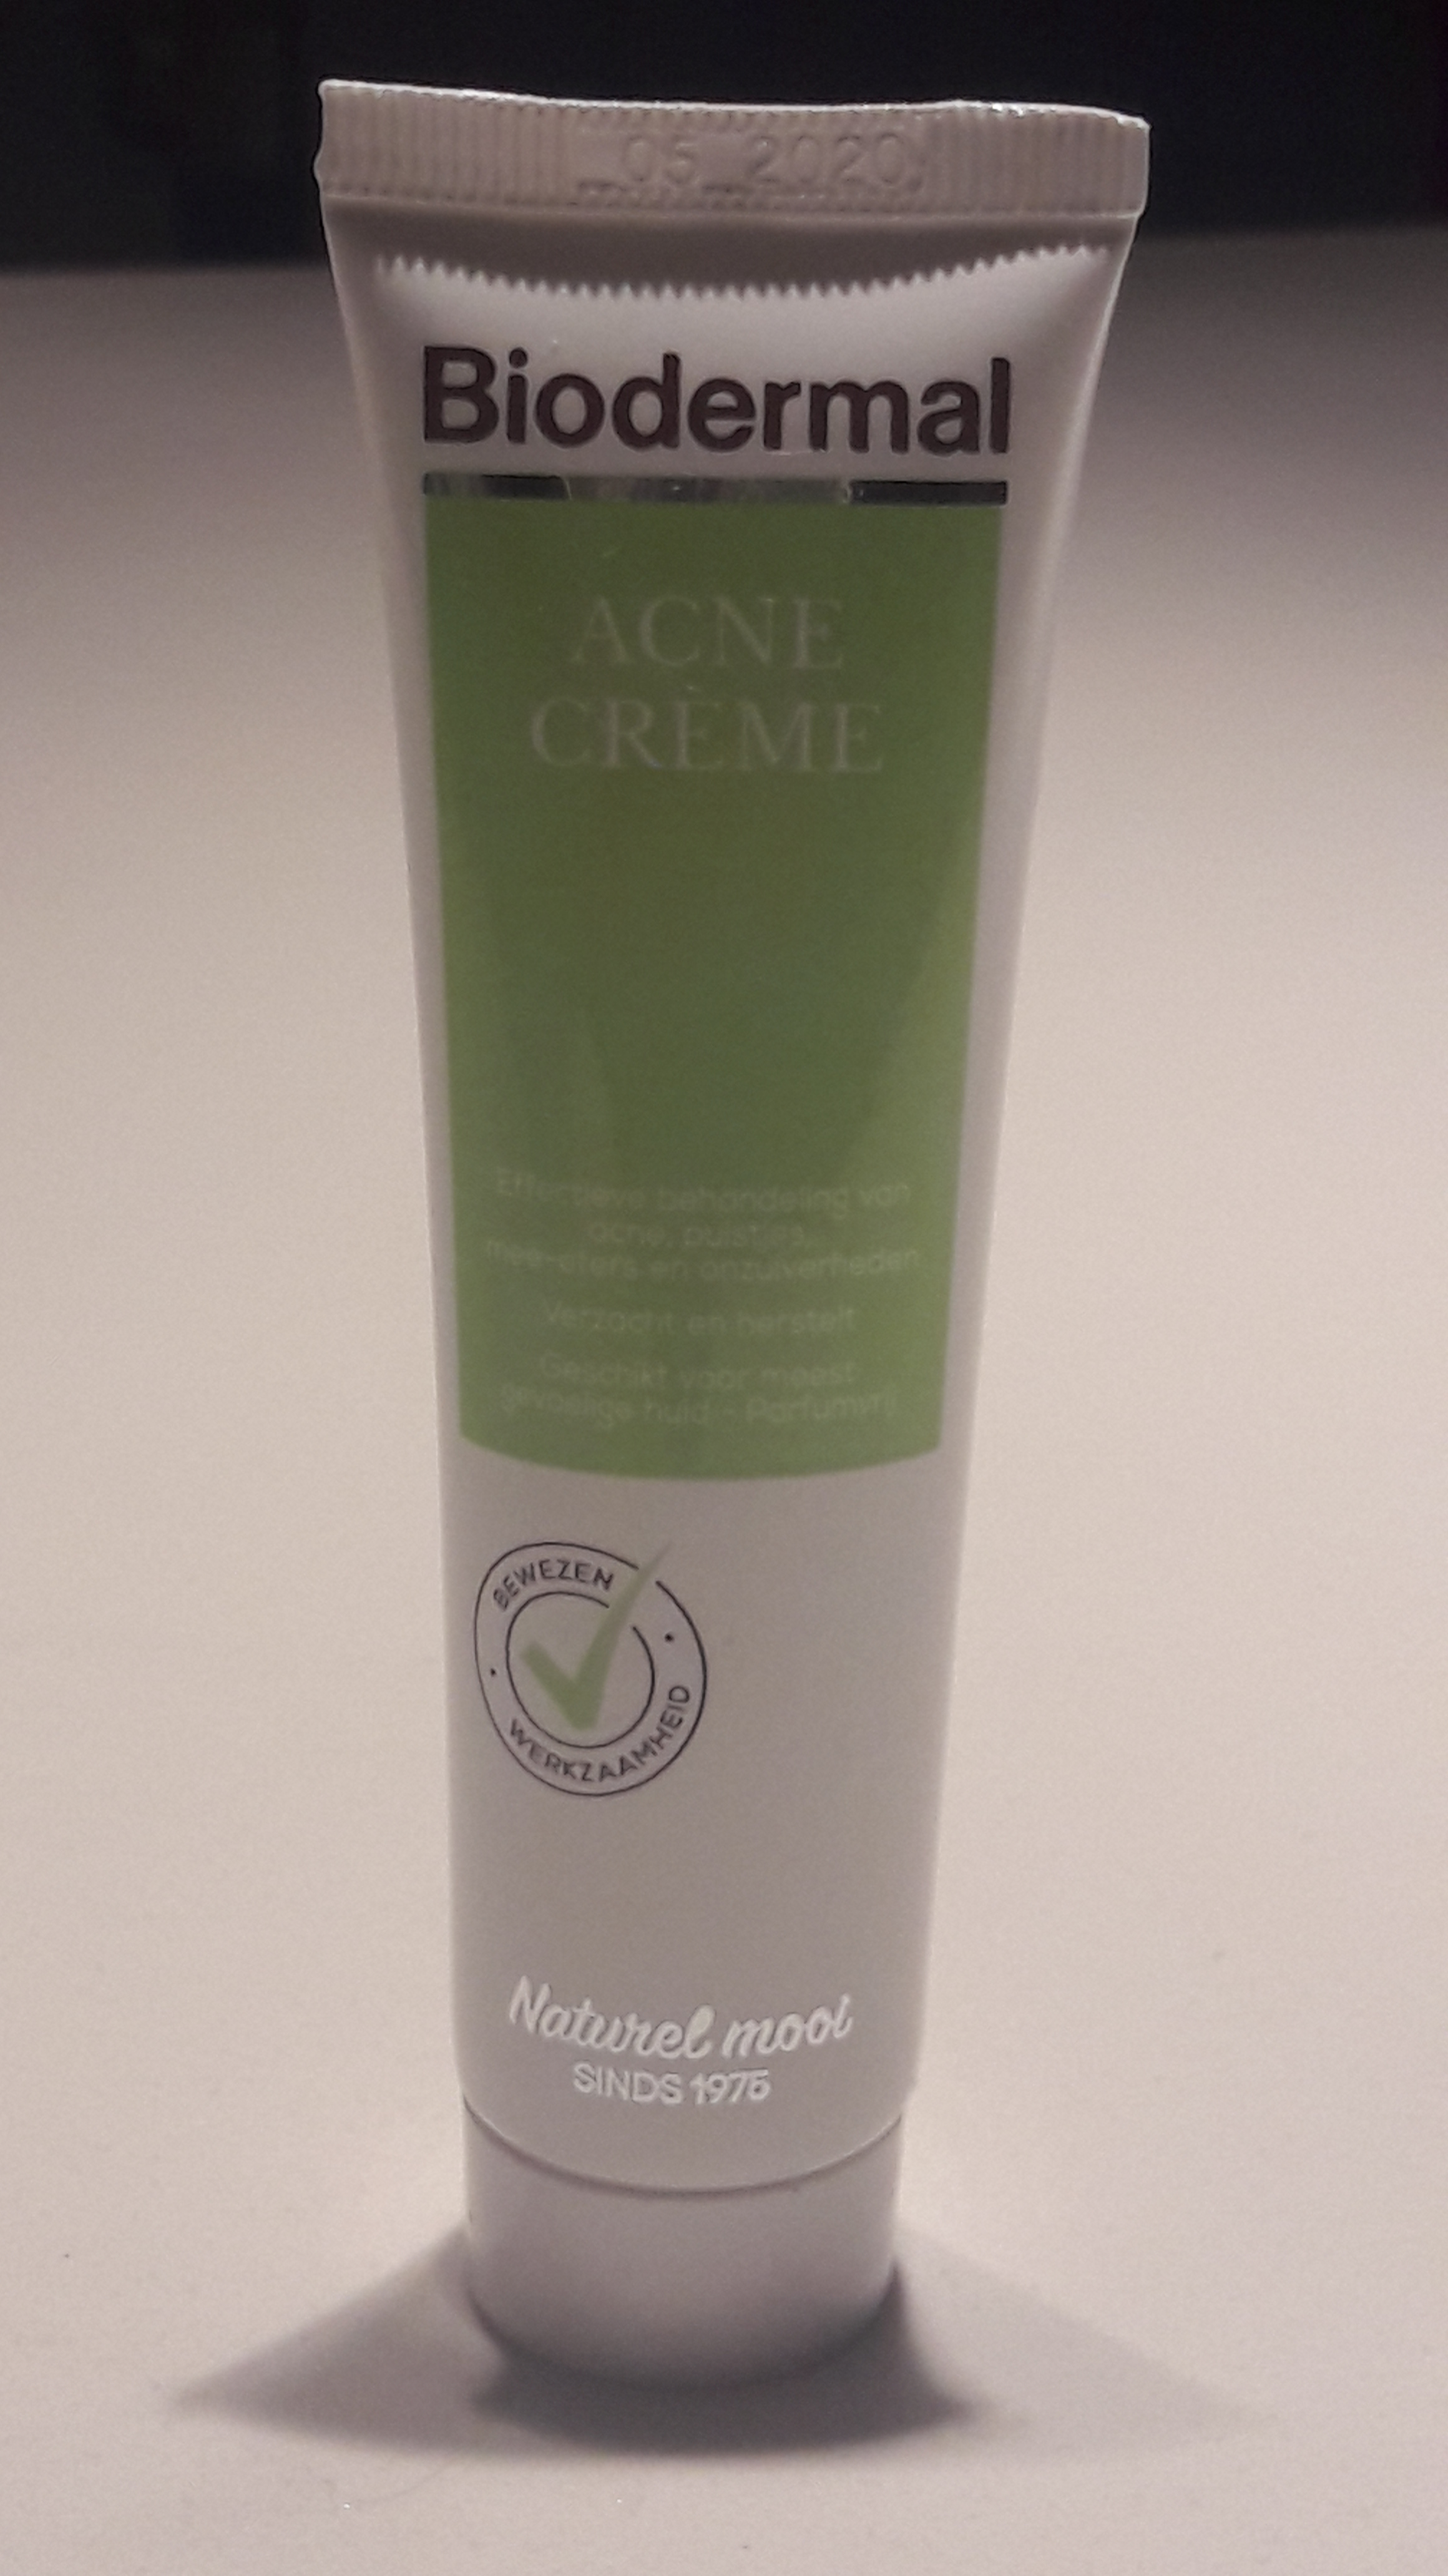 05 2020
Biodermal
ACNE
CRÈME
Effectieve behandeling van
acne, puistjes,
mee-eters en onzuiverheden
Verzacht en herstelt
Geschikt voor meest
gevoelige huid - Parfumvrij
BEWEZEN
WERKZAAMHEID
Naturel mooi
SINDS 1975